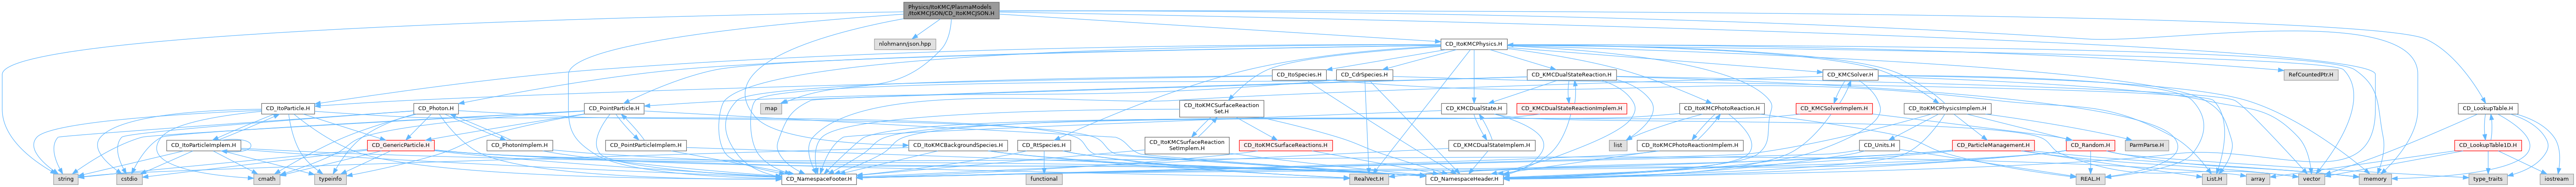 Physics/ItoKMC/PlasmaModels
/ItoKMCJSON/CD_ItoKMCJSON.H
nlohmann/json.hpp
CD_ItoKMCPhysics.H
CD_ItoSpecies.H
CD_CdrSpecies.H
CD_KMCDualStateReaction.H
CD_KMCSolver.H
RefCountedPtr.H
map
CD_ItoParticle.H
CD_Photon.H
CD_PointParticle.H
CD_ItoKMCSurfaceReaction
Set.H
CD_KMCDualState.H
CD_KMCDualStateReactionImplem.H
CD_ItoKMCPhotoReaction.H
CD_KMCSolverImplem.H
CD_ItoKMCPhysicsImplem.H
CD_LookupTable.H
CD_ItoParticleImplem.H
CD_GenericParticle.H
CD_PhotonImplem.H
CD_PointParticleImplem.H
CD_ItoKMCBackgroundSpecies.H
CD_RtSpecies.H
CD_ItoKMCSurfaceReaction
SetImplem.H
CD_ItoKMCSurfaceReactions.H
CD_KMCDualStateImplem.H
list
CD_ItoKMCPhotoReactionImplem.H
CD_Units.H
CD_ParticleManagement.H
CD_Random.H
ParmParse.H
CD_LookupTable1D.H
string
cstdio
cmath
typeinfo
CD_NamespaceFooter.H
functional
RealVect.H
CD_NamespaceHeader.H
REAL.H
List.H
array
vector
memory
type_traits
iostream